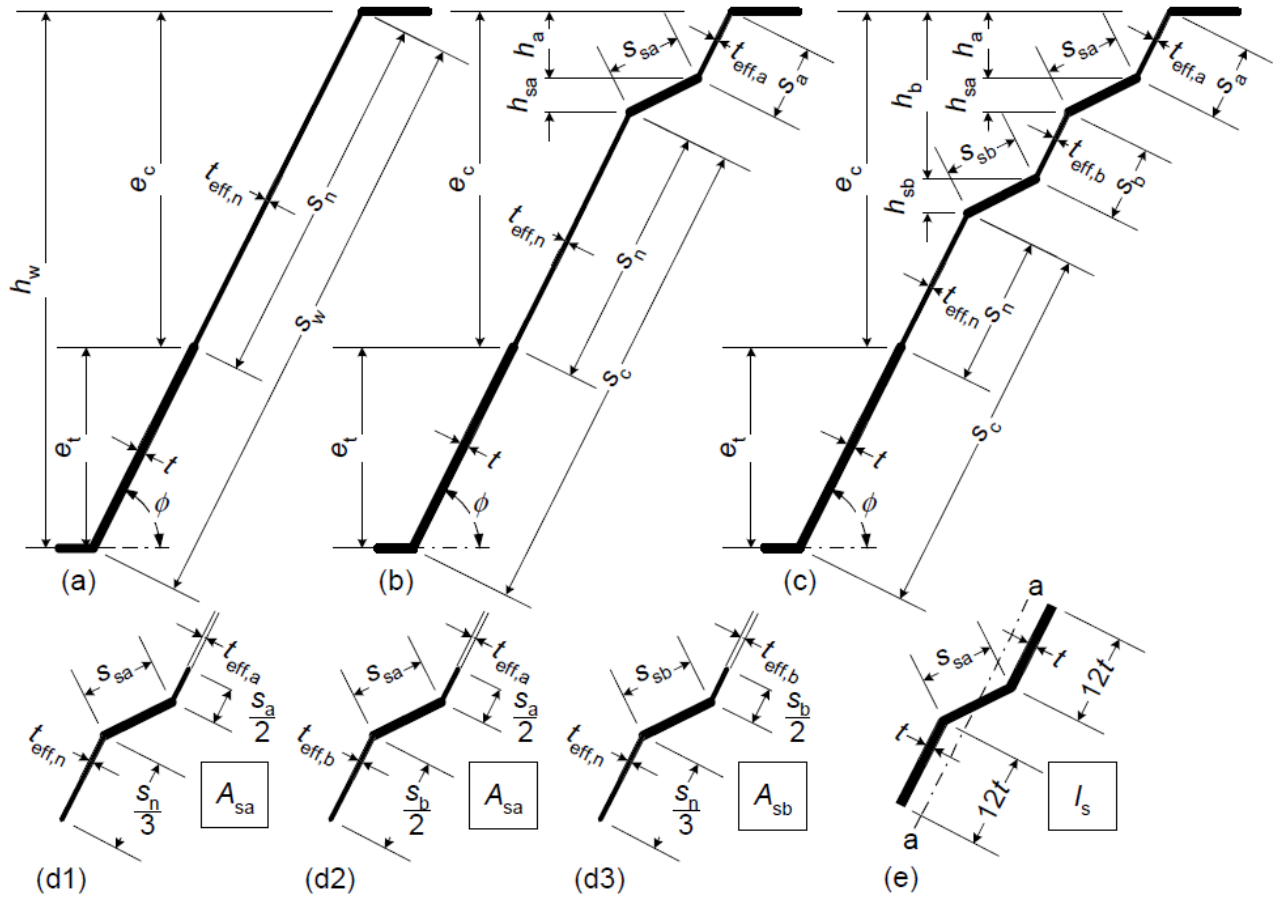 h_w
e_c
e_t
t_eff,n
s_n
s_w
t
ϕ
(a)
e_c
e_t
h_a
h_sa
s_sa
t_eff,a
s_a
t_eff,n
s_n
s_c
t
ϕ
(b)
e_c
e_t
h_a
h_b
h_sa
h_sb
s_sa
t_eff,a
s_a
s_sb
t_eff,b
s_b
t_eff,n
s_n
s_c
t
ϕ
(c)
s_sa
t_eff,a
s_a/2
t_eff,n
s_n/3
A_sa
(d1)
s_sa
t_eff,a
s_a/2
t_eff,b
s_b/2
A_sa
(d2)
s_sb
t_eff,b
s_b/2
t_eff,n
s_n/3
A_sb
(d3)
a
s_sa
t
12t
t
12t
a
I_s
(e)